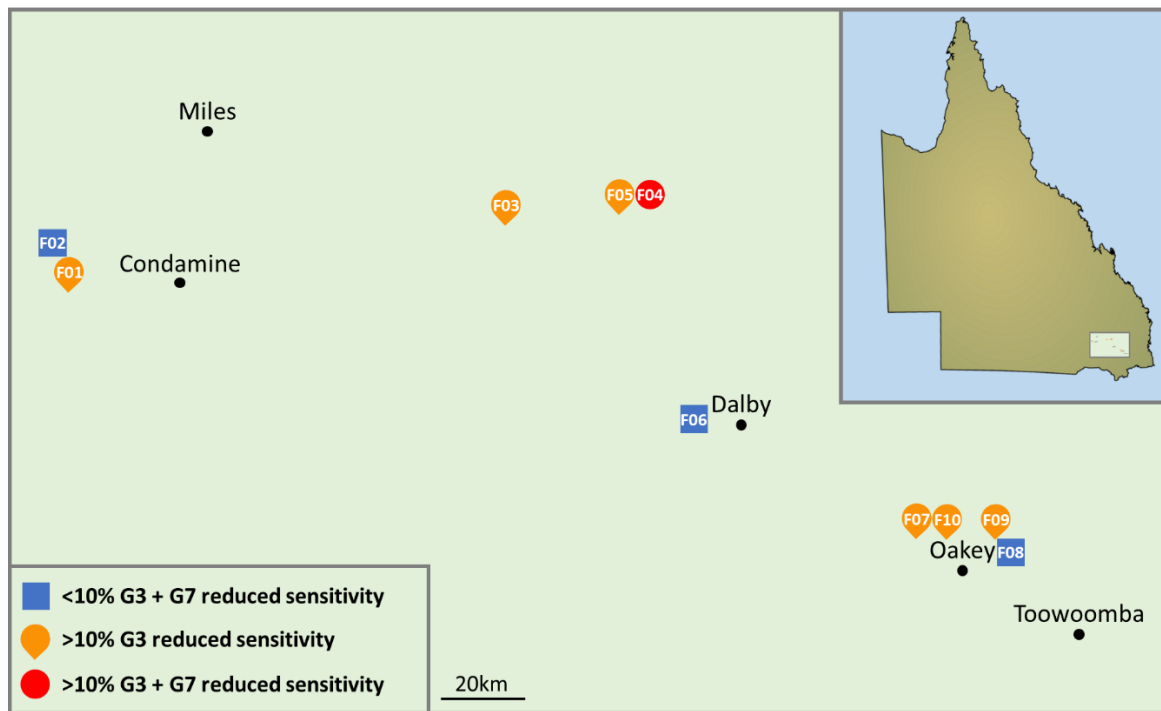 Miles
F03
F05
F04
F02
F01
Condamine
F06
Dalby
F07
F10
F09
Oakey
F08
Toowoomba
<10% G3 + G7 reduced sensitivity
>10% G3 reduced sensitivity
>10% G3 + G7 reduced sensitivity
20km